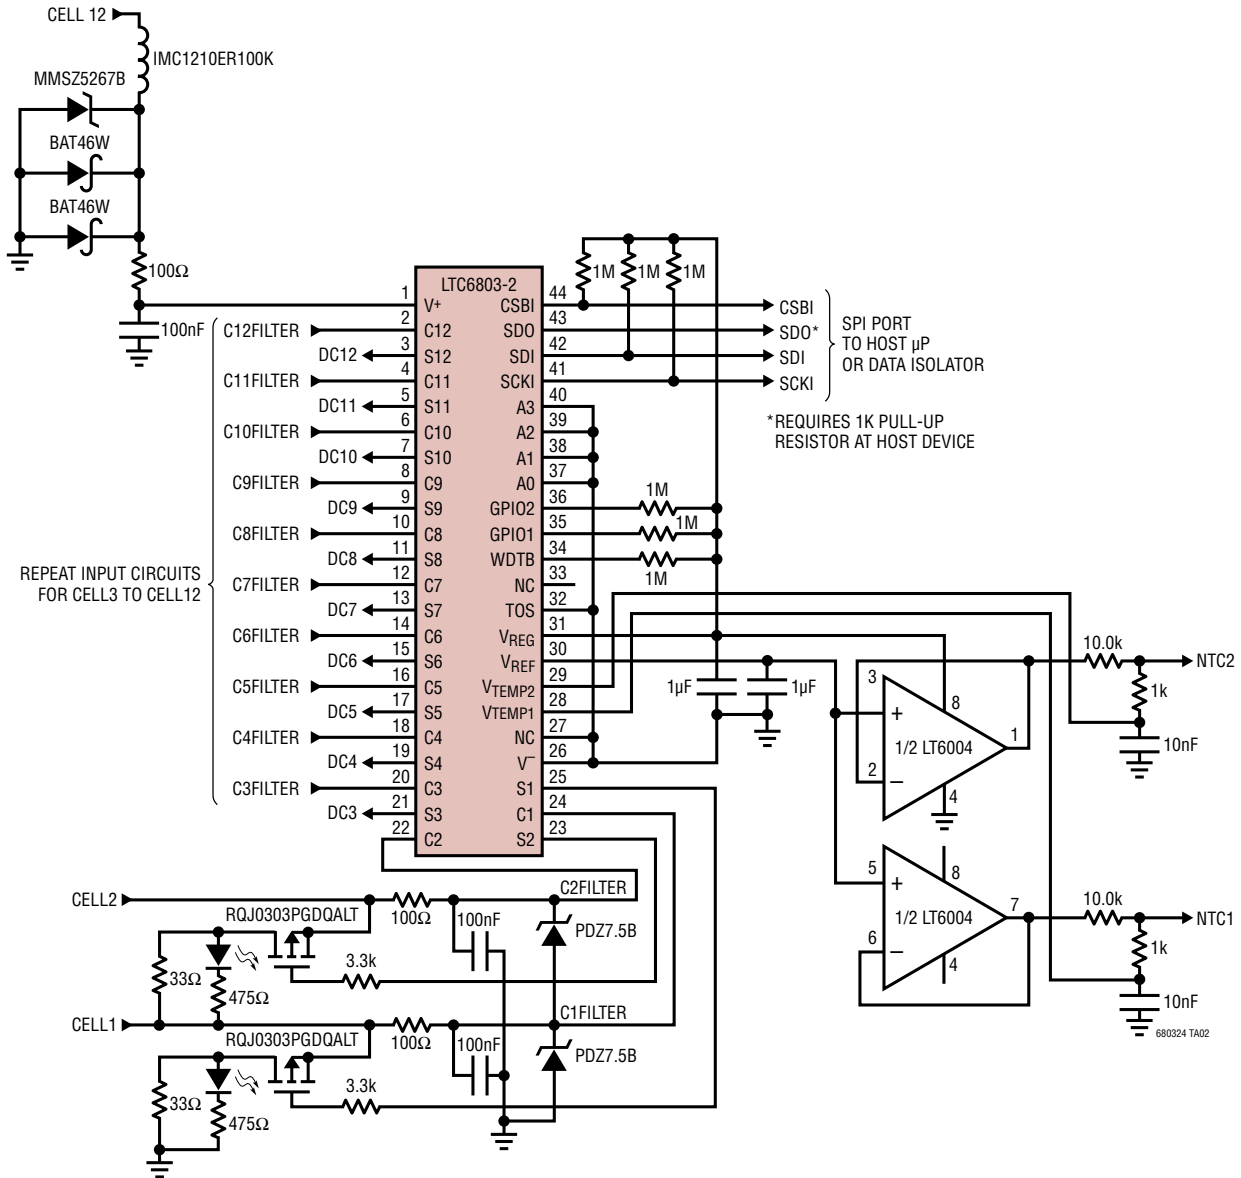 CELL 12
IMC1210ER100K
MMSZ5267B
BAT46W
BAT46W
100Ω
100nF
REPEAT INPUT CIRCUITS
FOR CELL3 TO CELL12
C12FILTER
DC12
C11FILTER
DC11
C10FILTER
DC10
C9FILTER
DC9
C8FILTER
DC8
C7FILTER
DC7
C6FILTER
DC6
C5FILTER
DC5
C4FILTER
DC4
C3FILTER
DC3
LTC6803-2
1 V+
2 C12
3 S12
4 C11
5 S11
6 C10
7 S10
8 C9
9 S9
10 C8
11 S8
12 C7
13 S7
14 C6
15 S6
16 C5
17 S5
18 C4
19 S4
20 C3
21 S3
22 C2
CSBI 44
SDO 43
SDI 42
SCKI 41
A3 40
A2 39
A1 38
A0 37
GPIO2 36
GPIO1 35
WDTB 34
NC 33
TOS 32
VREG 31
VREF 30
VTEMP2 29
VTEMP1 28
NC 27
V– 26
S1 25
C1 24
S2 23
1M
1M
1M
CSBI
SDO*
SDI
SCKI
SPI PORT
TO HOST µP
OR DATA ISOLATOR
*REQUIRES 1K PULL-UP
RESISTOR AT HOST DEVICE
1M
1M
1M
1µF
1µF
3
+
8
1/2 LT6004
1
2
–
4
10.0k
NTC2
1k
10nF
5
+
8
1/2 LT6004
7
6
–
4
10.0k
NTC1
1k
10nF
680324 TA02
CELL2
RQJ0303PGDQALT
100Ω
100nF
C2FILTER
PDZ7.5B
33Ω
475Ω
3.3k
CELL1
RQJ0303PGDQALT
100Ω
100nF
C1FILTER
PDZ7.5B
33Ω
475Ω
3.3k